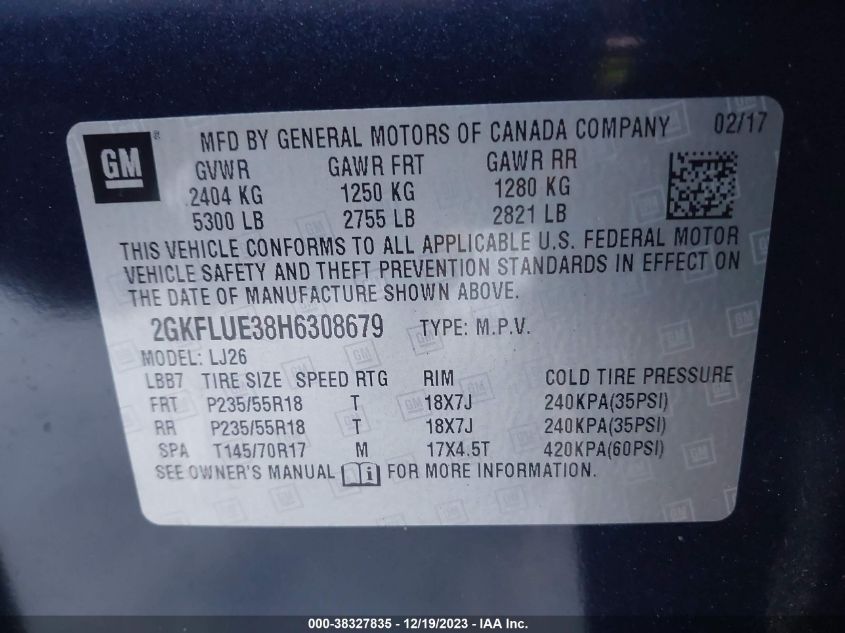 GM ® MFD BY GENERAL MOTORS OF CANADA COMPANY 02/17
GVWR GAWR FRT GAWR RR
2404 KG 1250 KG 1280 KG
5300 LB 2755 LB 2821 LB
THIS VEHICLE CONFORMS TO ALL APPLICABLE U.S. FEDERAL MOTOR
VEHICLE SAFETY AND THEFT PREVENTION STANDARDS IN EFFECT ON
THE DATE OF MANUFACTURE SHOWN ABOVE.
2GKFLUE38H6308679 TYPE: M.P.V.
MODEL: LJ26
LBB7 TIRE SIZE SPEED RTG RIM COLD TIRE PRESSURE
FRT P235/55R18 T 18X7J 240KPA(35PSI)
RR P235/55R18 T 18X7J 240KPA(35PSI)
SPA T145/70R17 M 17X4.5T 420KPA(60PSI)
SEE OWNER'S MANUAL FOR MORE INFORMATION.
000-38327835 - 12/19/2023 - IAA Inc.